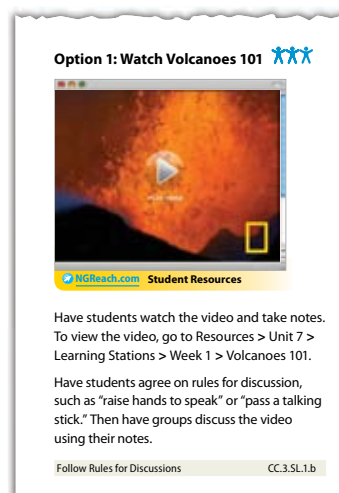 Option 1: Watch Volcanoes 101
PLAY VIDEO
NGReach.com Student Resources
Have students watch the video and take notes.
To view the video, go to Resources > Unit 7 >
Learning Stations > Week 1 > Volcanoes 101.
Have students agree on rules for discussion,
such as “raise hands to speak” or “pass a talking
stick.” Then have groups discuss the video
using their notes.
Follow Rules for Discussions CC.3.SL.1.b